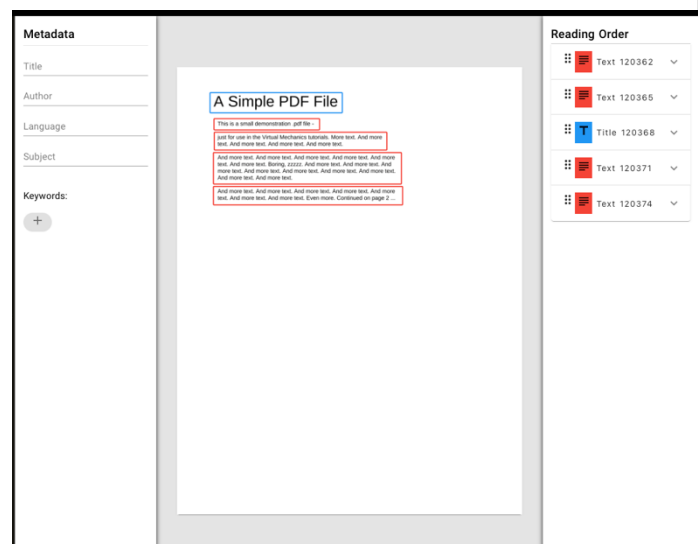 Metadata
Title
Author
Language
Subject
Keywords:
+
A Simple PDF File
This is a small demonstration .pdf file -
just for use in the Virtual Mechanics tutorials. More text. And more
text. And more text. And more text. And more text.
And more text. And more text. And more text. And more text. And more
text. And more text. Boring, zzzzz. And more text. And more text. And
more text. And more text. And more text. And more text. And more text.
And more text. And more text.
And more text. And more text. And more text. And more text. And more
text. And more text. And more text. Even more. Continued on page 2 ...
Reading Order
Text 120362
Text 120365
T Title 120368
Text 120371
Text 120374